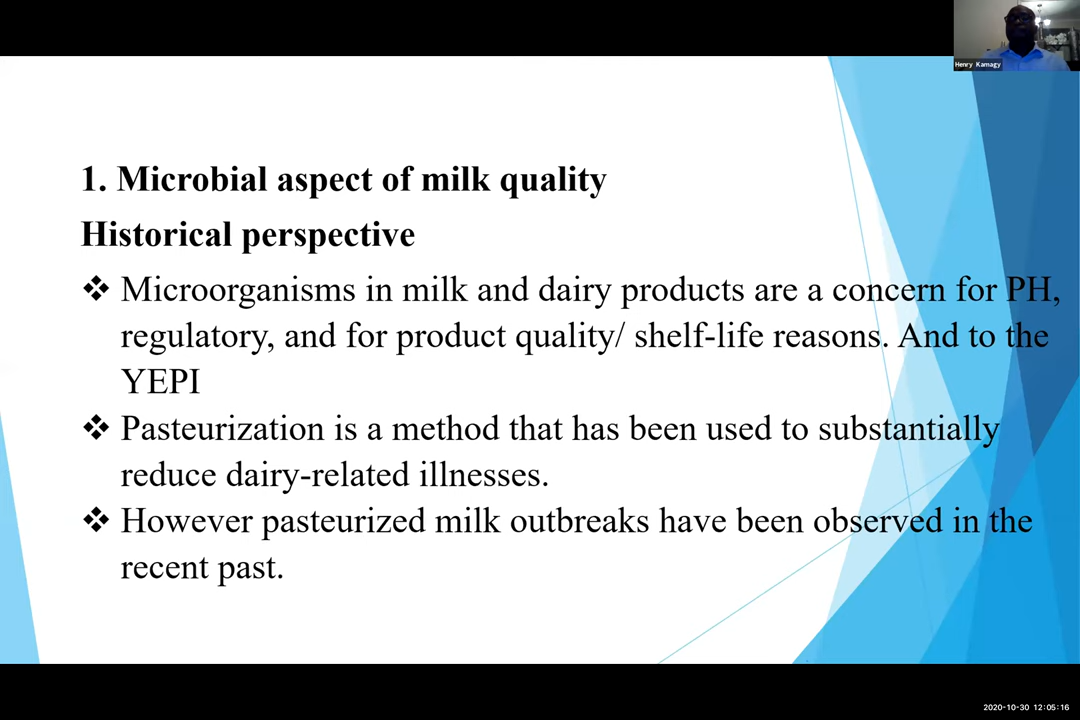 Henry Kamagy
1. Microbial aspect of milk quality
Historical perspective
❖ Microorganisms in milk and dairy products are a concern for PH,
regulatory, and for product quality/ shelf-life reasons. And to the
YEPI
❖ Pasteurization is a method that has been used to substantially
reduce dairy-related illnesses.
❖ However pasteurized milk outbreaks have been observed in the
recent past.
2020-10-30 12:05:16